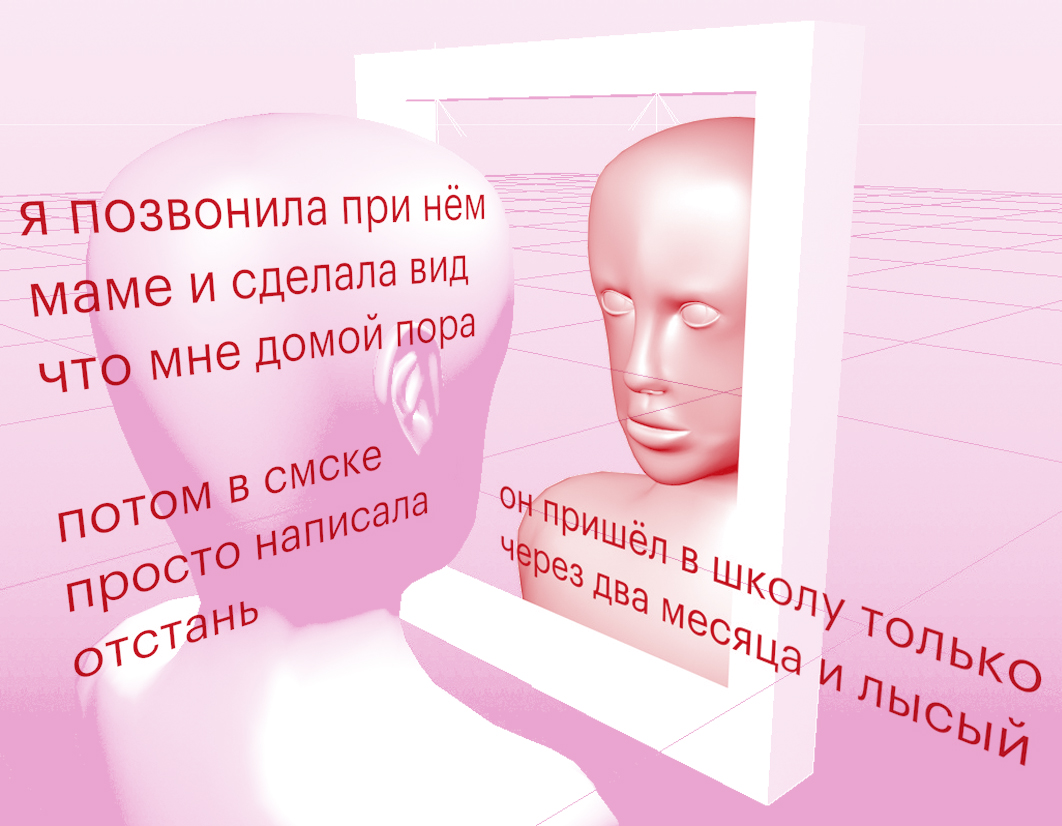 я позвонила при нём
маме и сделала вид
что мне домой пора
потом в смске
просто написала
отстань
он пришёл в школу только
через два месяца и лысый